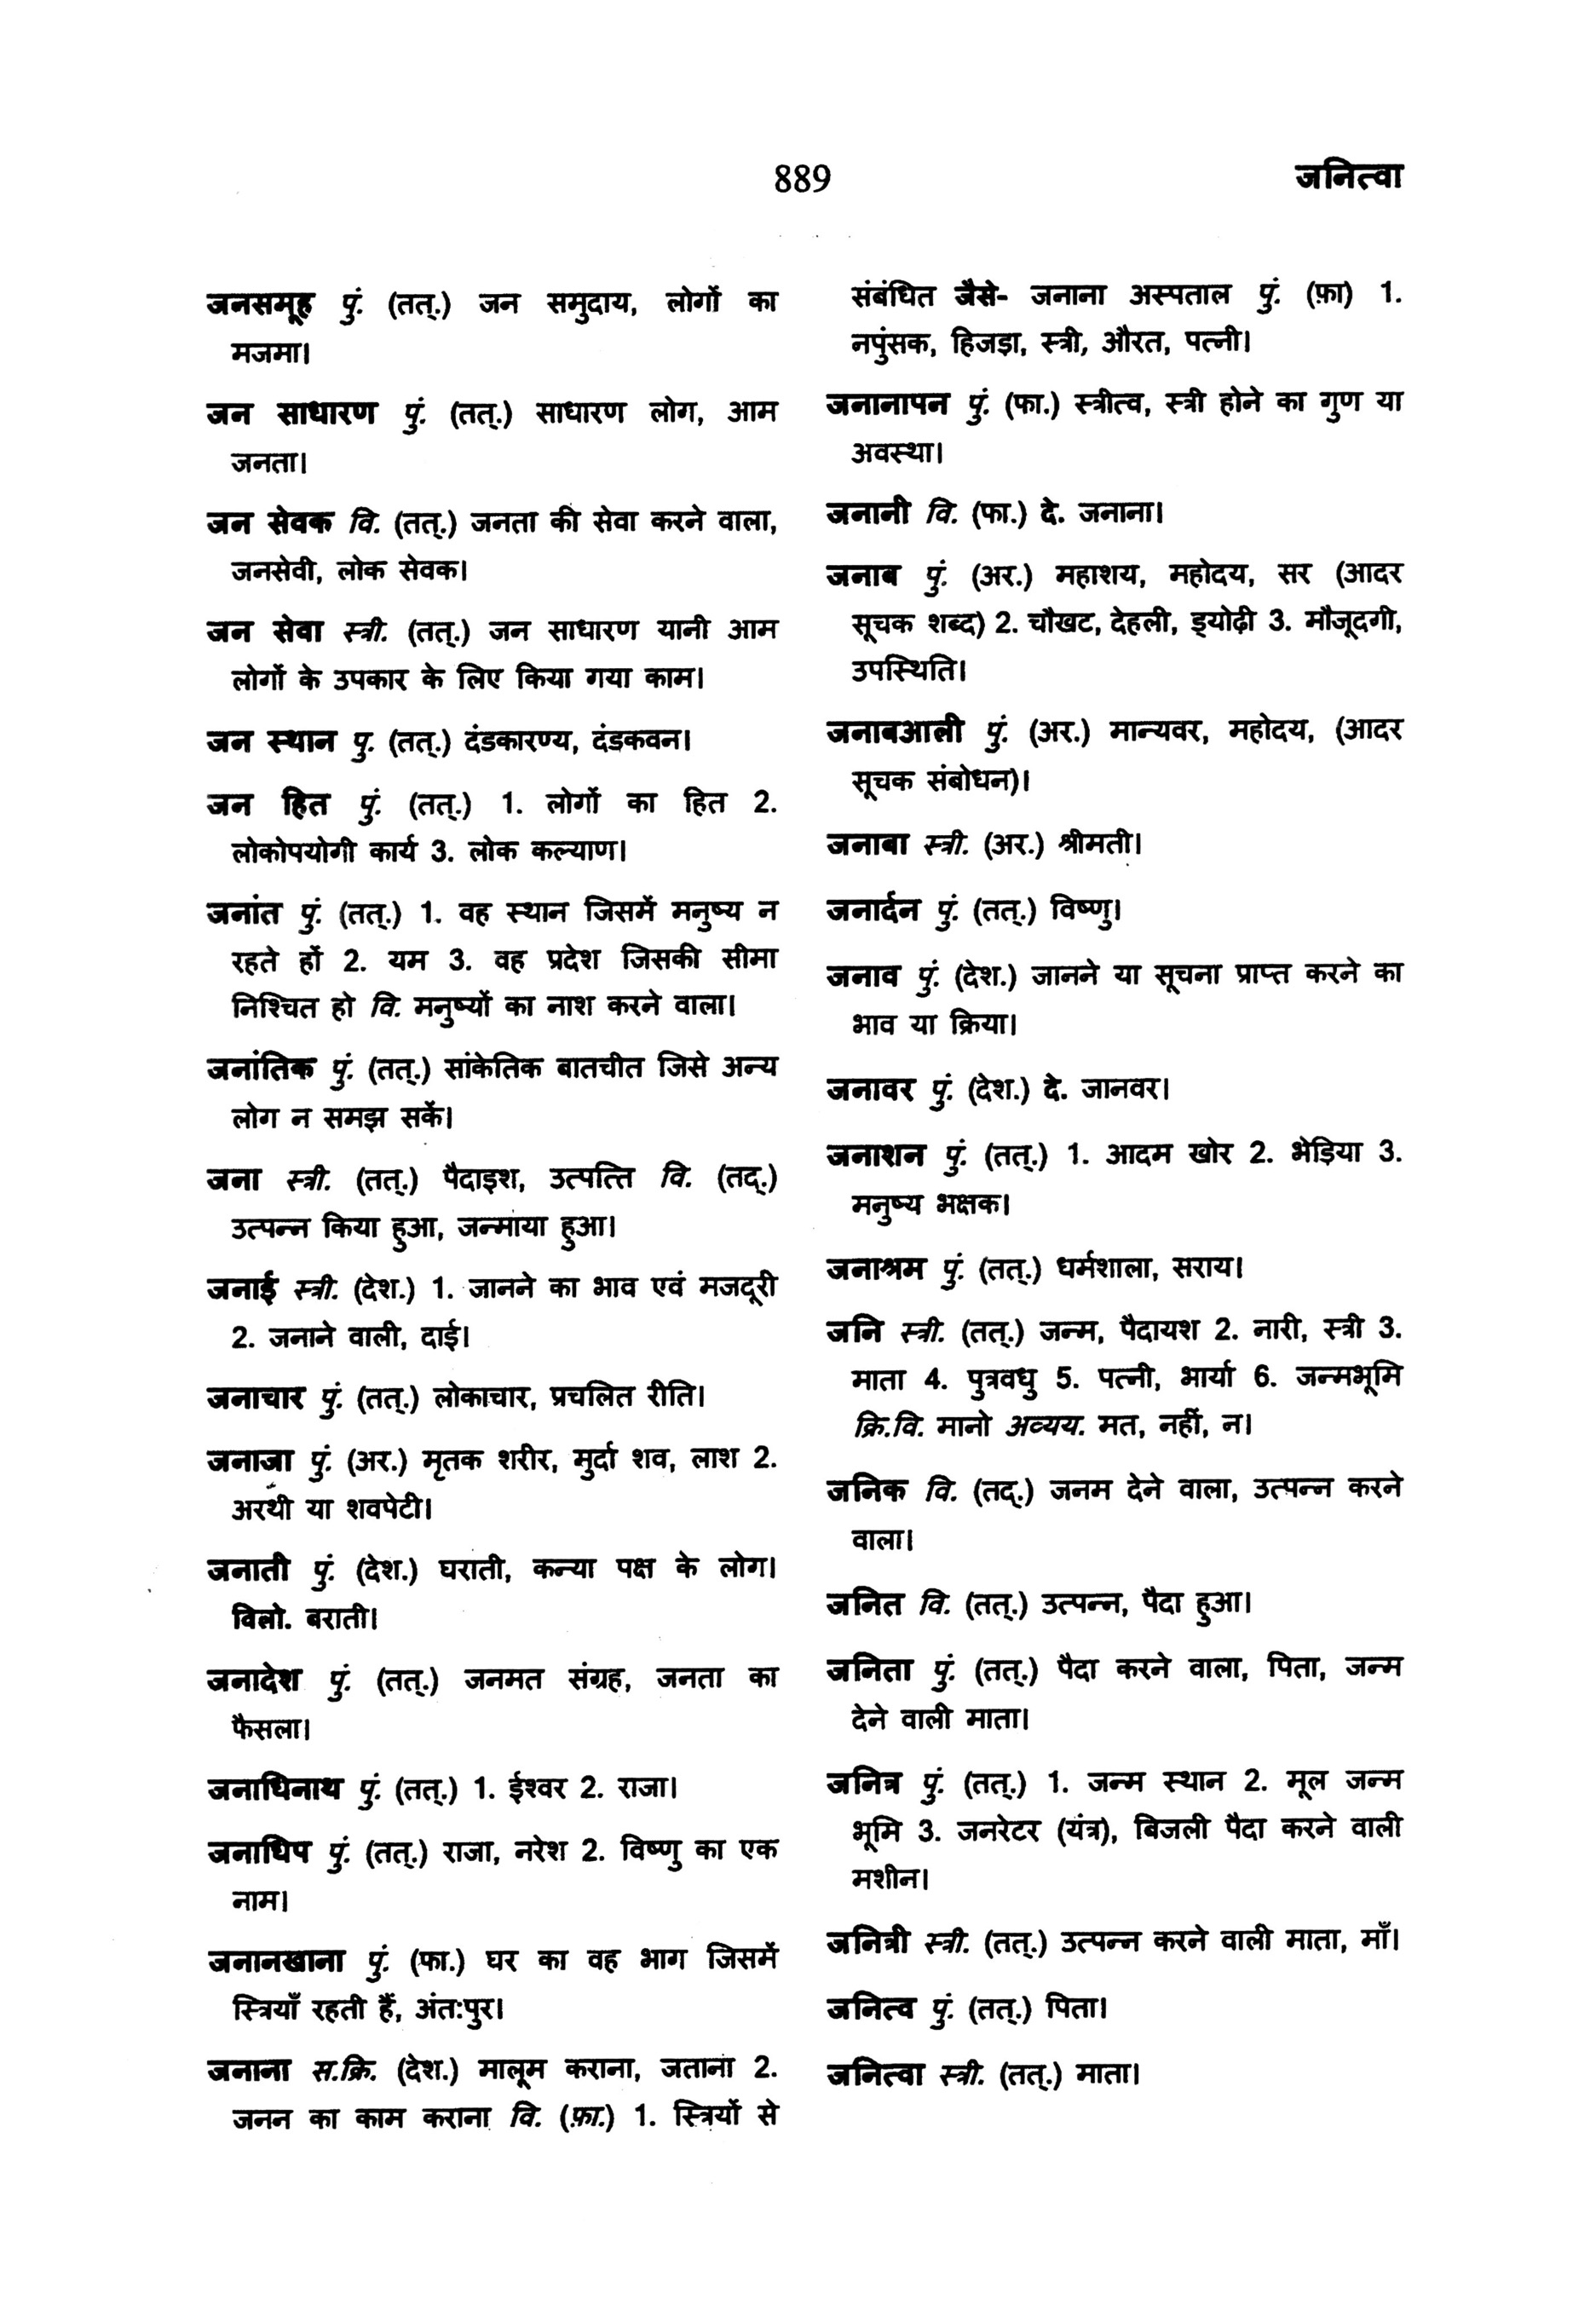 889
जनित्वा
जनसमूह पुं. (तत्.) जन समुदाय, लोगों का
मजमा।
जन साधारण पुं. (तत्.) साधारण लोग, आम
जनता।
जन सेवक वि. (तत्.) जनता की सेवा करने वाला,
जनसेवी, लोक सेवक।
जन सेवा स्त्री. (तत्.) जन साधारण यानी आम
लोगों के उपकार के लिए किया गया काम।
जन स्थान पु. (तत्.) दंडकारण्य, दंडकवन।
जन हित पुं. (तत्.) 1. लोगों का हित 2.
लोकोपयोगी कार्य 3. लोक कल्याण।
जनांत पुं. (तत्.) 1. वह स्थान जिसमें मनुष्य न
रहते हों 2. यम 3. वह प्रदेश जिसकी सीमा
निश्चित हो वि. मनुष्यों का नाश करने वाला।
जनांतिक पुं. (तत्.) सांकेतिक बातचीत जिसे अन्य
लोग न समझ सकें।
जना स्त्री. (तत्.) पैदाइश, उत्पत्ति वि. (तद्.)
उत्पन्न किया हुआ, जन्माया हुआ।
जनाई स्त्री. (देश.) 1. जानने का भाव एवं मजदूरी
2. जनाने वाली, दाई।
जनाचार पुं. (तत्.) लोकाचार, प्रचलित रीति।
जनाजा पुं. (अर.) मृतक शरीर, मुर्दा शव, लाश 2.
अरथी या शवपेटी।
जनाती पुं. (देश.) घराती, कन्या पक्ष के लोग।
विलो. बराती।
जनादेश पुं. (तत्.) जनमत संग्रह, जनता का
फैसला।
जनाधिनाथ पुं. (तत्.) 1. ईश्वर 2. राजा।
जनाधिप पुं. (तत्.) राजा, नरेश 2. विष्णु का एक
नाम।
जनानखाना पुं. (फा.) घर का वह भाग जिसमें
स्त्रियाँ रहती हैं, अंत:पुर।
जनाना स.क्रि. (देश.) मालूम कराना, जताना 2.
जनन का काम कराना वि. (फ़ा.) 1. स्त्रियों से
संबंधित जैसे- जनाना अस्पताल पुं. (फ़ा) 1.
नपुंसक, हिजड़ा, स्त्री, औरत, पत्नी।
जनानापन पुं. (फा.) स्त्रीत्व, स्त्री होने का गुण या
अवस्था।
जनानी वि. (फा.) दे. जनाना।
जनाब पुं. (अर.) महाशय, महोदय, सर (आदर
सूचक शब्द) 2. चौखट, देहली, ड्योढ़ी 3. मौजूदगी,
उपस्थिति।
जनाबआली पुं. (अर.) मान्यवर, महोदय, (आदर
सूचक संबोधन)।
जनाबा स्त्री. (अर.) श्रीमती।
जनार्दन पुं. (तत्.) विष्णु।
जनाव पुं. (देश.) जानने या सूचना प्राप्त करने का
भाव या क्रिया।
जनावर पुं. (देश.) दे. जानवर।
जनाशन पुं. (तत्.) 1. आदम खोर 2. भेड़िया 3.
मनुष्य भक्षक।
जनाश्रम पुं. (तत्.) धर्मशाला, सराय।
जनि स्त्री. (तत्.) जन्म, पैदायश 2. नारी, स्त्री 3.
माता 4. पुत्रवधु 5. पत्नी, भार्या 6. जन्मभूमि
क्रि.वि. मानो अव्यय. मत, नहीं, न।
जनिक वि. (तद्.) जनम देने वाला, उत्पन्न करने
वाला।
जनित वि. (तत्.) उत्पन्न, पैदा हुआ।
जनिता पुं. (तत्.) पैदा करने वाला, पिता, जन्म
देने वाली माता।
जनित्र पुं. (तत्.) 1. जन्म स्थान 2. मूल जन्म
भूमि 3. जनरेटर (यंत्र), बिजली पैदा करने वाली
मशीन।
जनित्री स्त्री. (तत्.) उत्पन्न करने वाली माता, माँ।
जनित्व पुं. (तत्.) पिता।
जनित्वा स्त्री. (तत्.) माता।